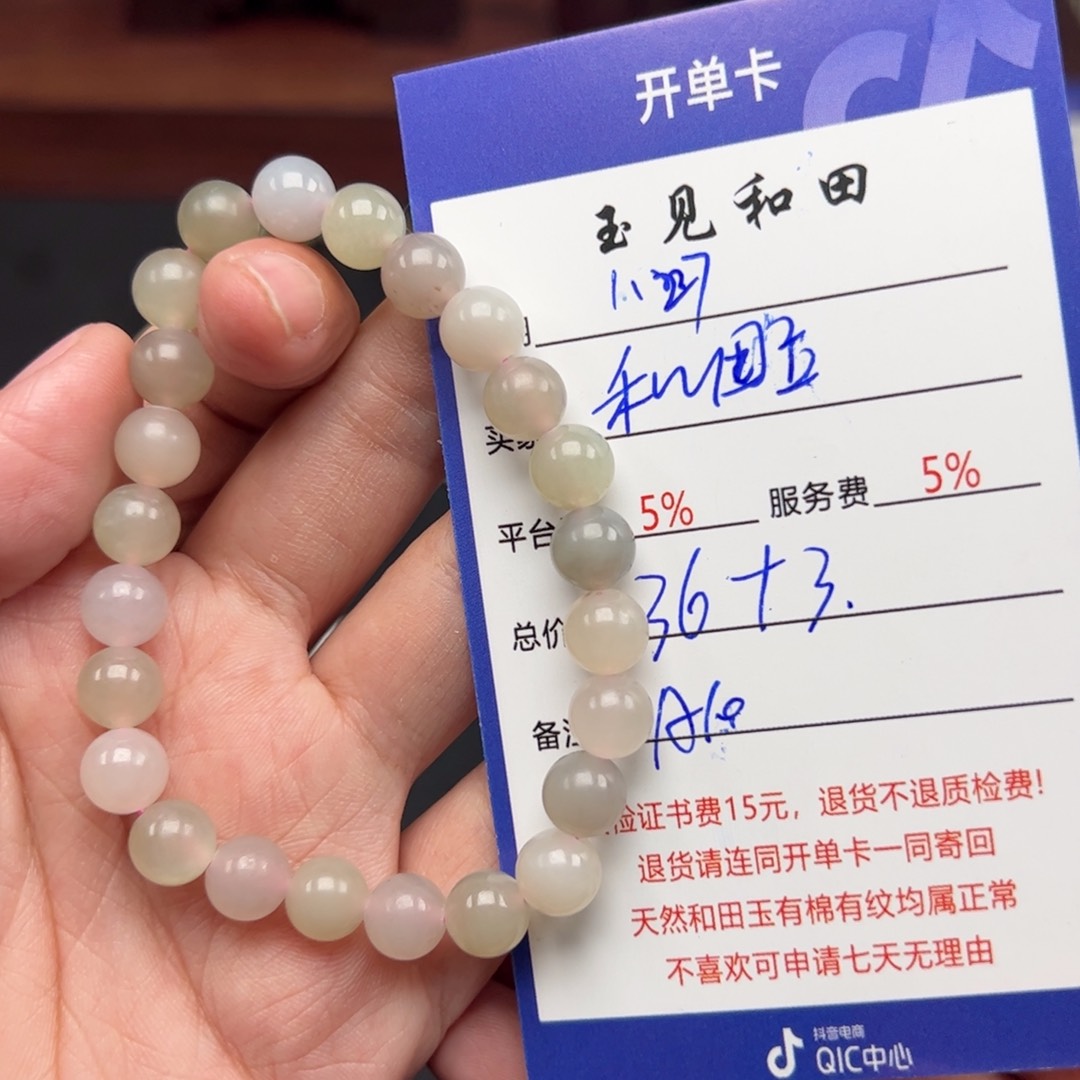 开单卡
玉见和田
和田玉
平台 5% 服务费 5%
总价 36+3.
验证书费15元，退货不退质检费!
退货请连同开单卡一同寄回
天然和田玉有棉有纹均属正常
不喜欢可申请七天无理由
抖音电商
QIC中心